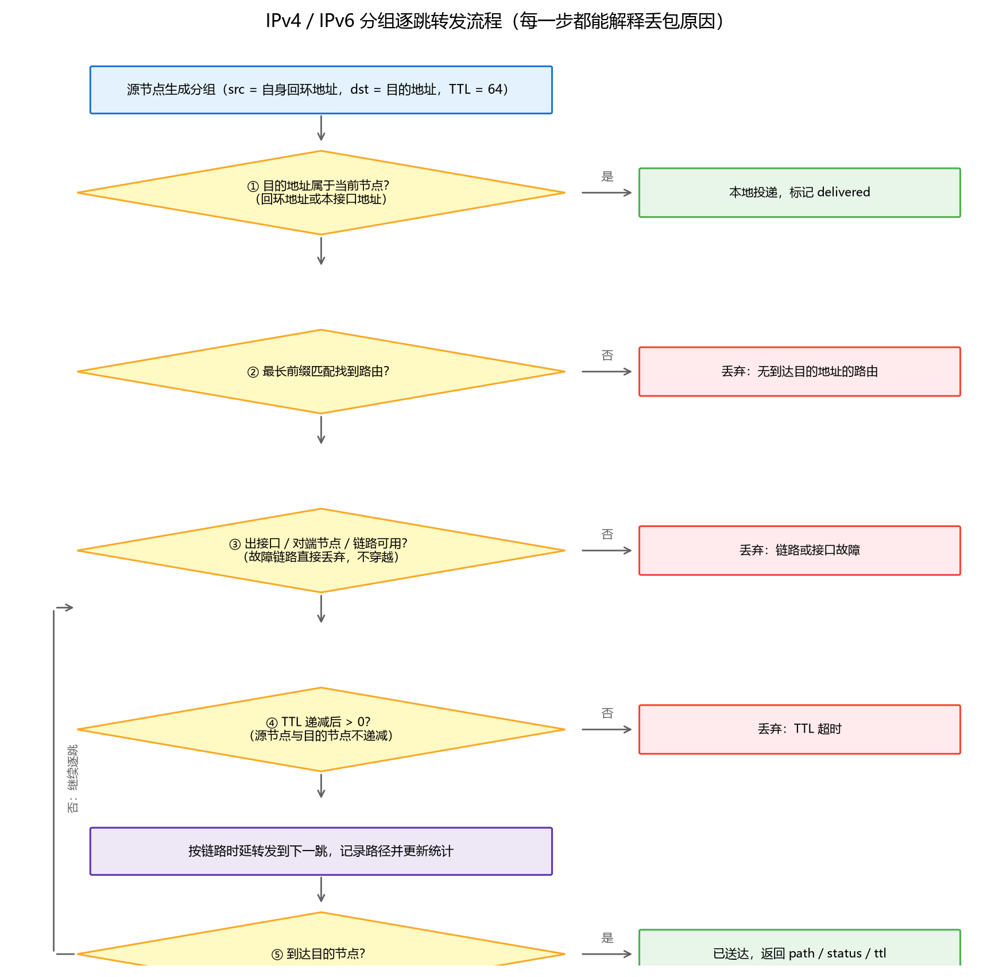 IPv4 / IPv6 分组逐跳转发流程（每一步都能解释丢包原因）
源节点生成分组（src = 自身回环地址，dst = 目的地址，TTL = 64）
① 目的地址属于当前节点？
（回环地址或本接口地址）
是
本地投递，标记 delivered
② 最长前缀匹配找到路由？
否
丢弃：无到达目的地址的路由
③ 出接口 / 对端节点 / 链路可用？
（故障链路直接丢弃，不穿越）
否
丢弃：链路或接口故障
④ TTL 递减后 > 0？
（源节点与目的节点不递减）
否
丢弃：TTL 超时
否：继续逐跳
按链路时延转发到下一跳，记录路径并更新统计
⑤ 到达目的节点？
是
已送达，返回 path / status / ttl